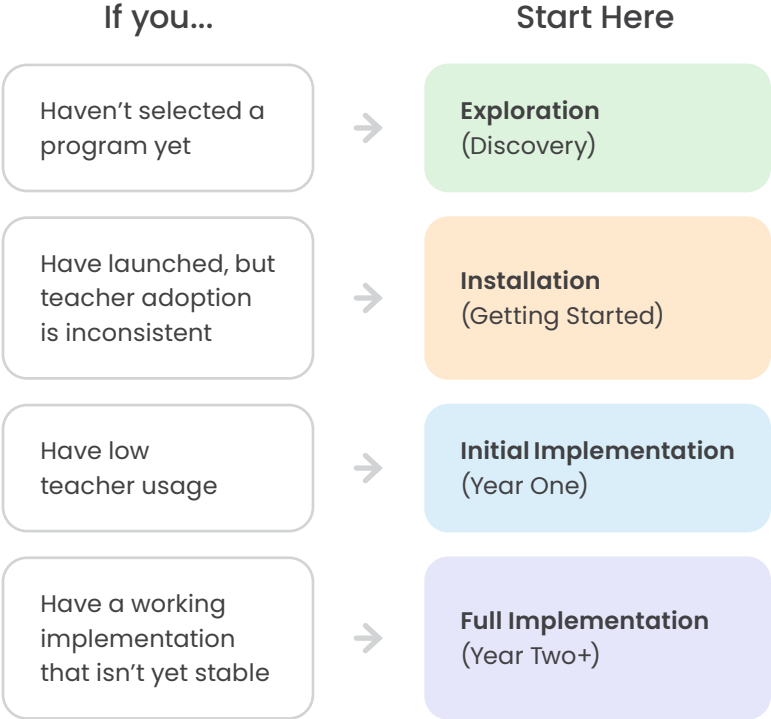 If you...
Start Here
Haven’t selected a
program yet
Exploration
(Discovery)
Have launched, but
teacher adoption
is inconsistent
Installation
(Getting Started)
Have low
teacher usage
Initial Implementation
(Year One)
Have a working
implementation
that isn’t yet stable
Full Implementation
(Year Two+)